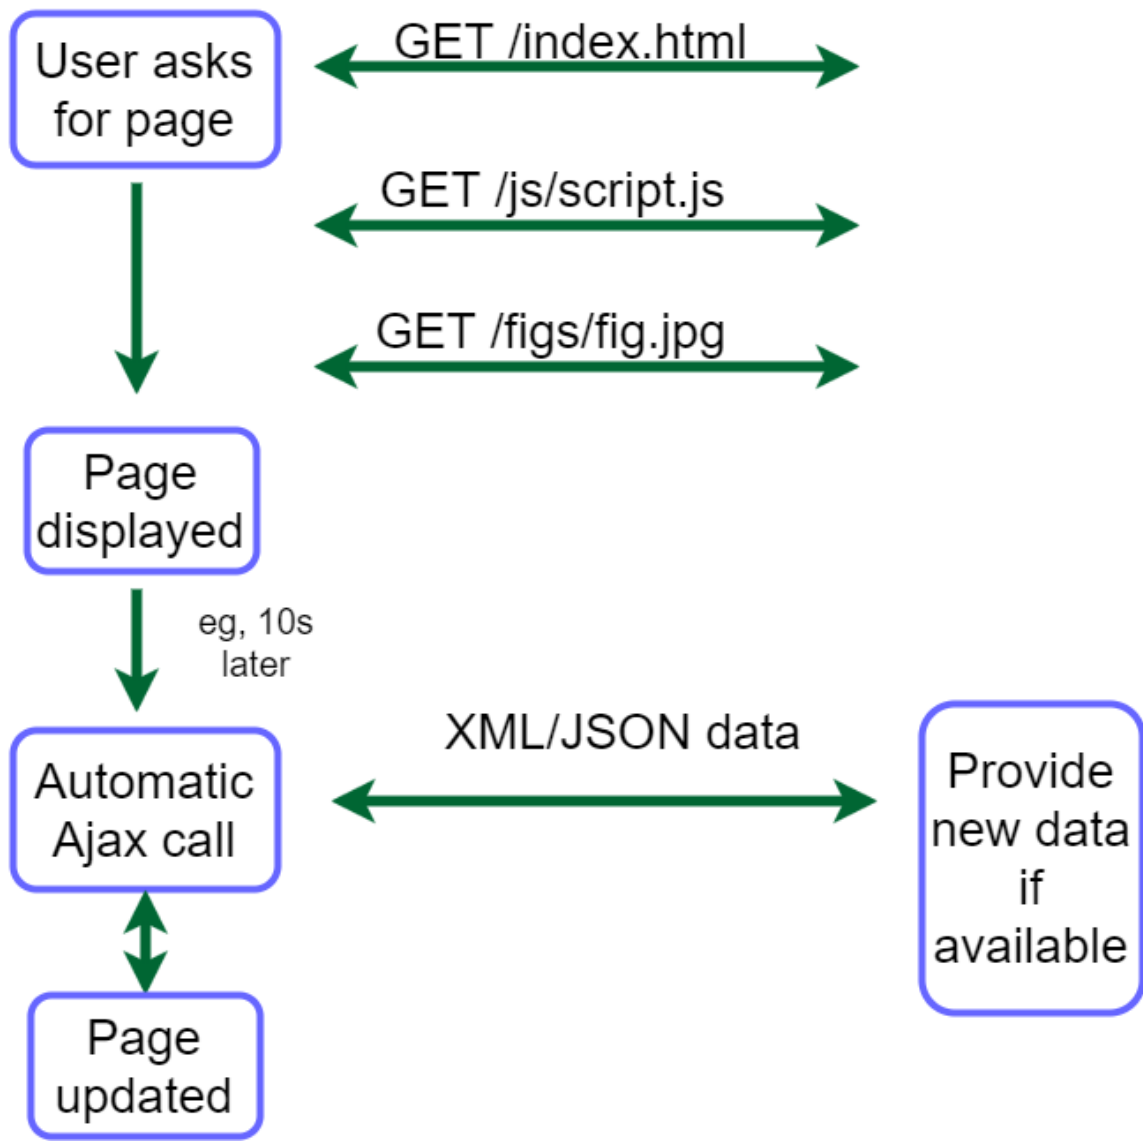 User asks
for page
GET /index.html
GET /js/script.js
GET /figs/fig.jpg
Page
displayed
eg, 10s
later
Automatic
Ajax call
XML/JSON data
Provide
new data
if
available
Page
updated